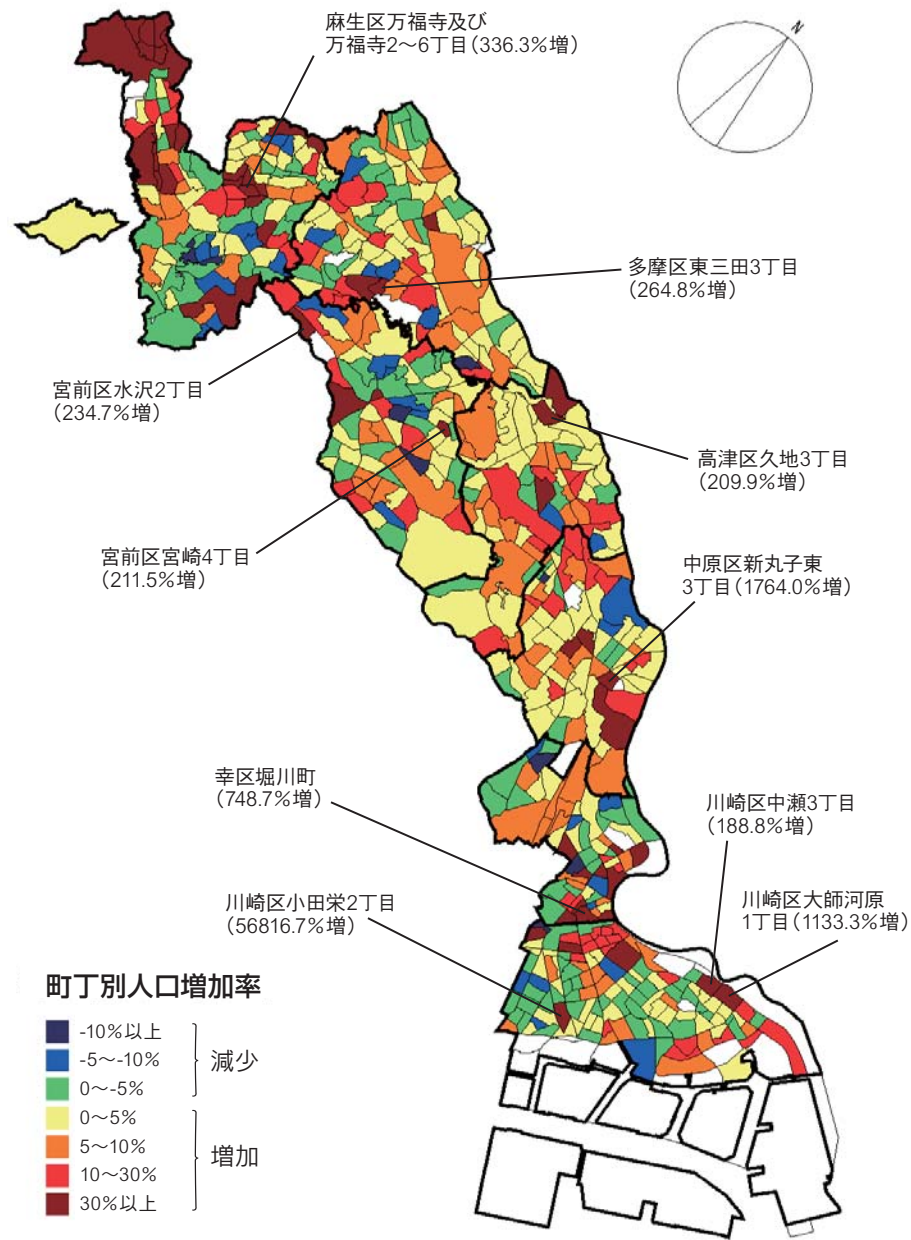 麻生区万福寺及び
万福寺2～6丁目(336.3%増)
N
多摩区東三田3丁目
(264.8%増)
宮前区水沢2丁目
(234.7%増)
高津区久地3丁目
(209.9%増)
宮前区宮崎4丁目
(211.5%増)
中原区新丸子東
3丁目(1764.0%増)
幸区堀川町
(748.7%増)
川崎区中瀬3丁目
(188.8%増)
川崎区小田栄2丁目
(56816.7%増)
川崎区大師河原
1丁目(1133.3%増)
町丁別人口増加率
-10%以上
-5～-10%
減少
0～-5%
0～5%
5～10%
増加
10～30%
30%以上